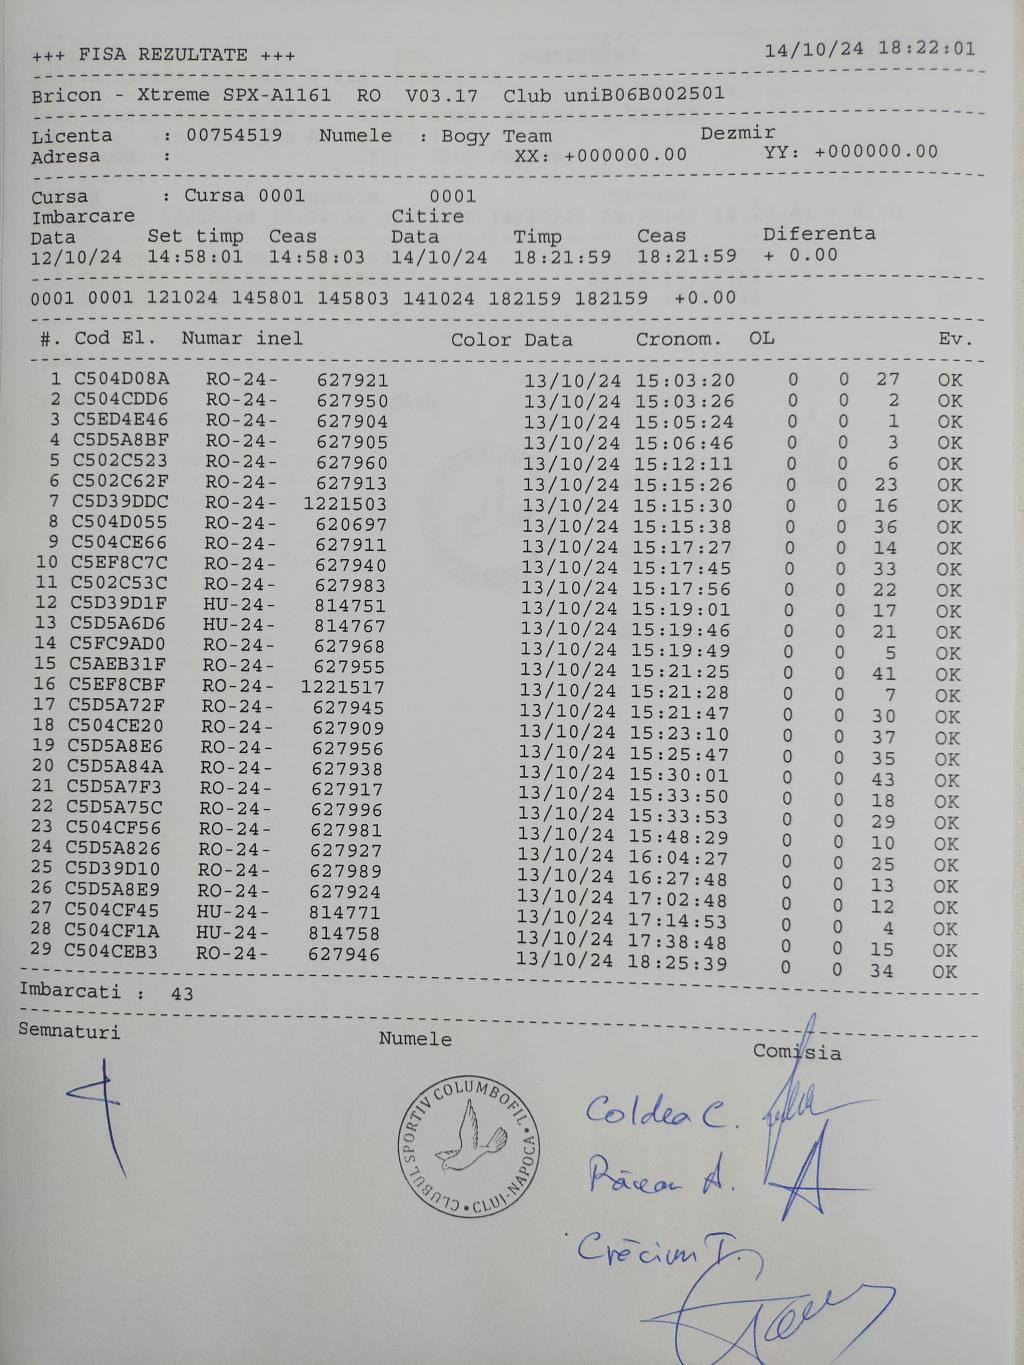 +++ FISA REZULTATE +++ 14/10/24 18:22:01
Bricon - Xtreme SPX-A1161 RO V03.17 Club uniB06B002501
Licenta : 00754519 Numele : Bogy Team Dezmir
Adresa : XX: +000000.00 YY: +000000.00
Cursa : Cursa 0001 0001
Imbarcare Citire
Data Set timp Ceas Data Timp Ceas Diferenta
12/10/24 14:58:01 14:58:03 14/10/24 18:21:59 18:21:59 + 0.00
0001 0001 121024 145801 145803 141024 182159 182159 +0.00
#. Cod El. Numar inel Color Data Cronom. OL Ev.
1 C504D08A RO-24- 627921 13/10/24 15:03:20 0 0 27 OK
2 C504CDD6 RO-24- 627950 13/10/24 15:03:26 0 0 2 OK
3 C5ED4E46 RO-24- 627904 13/10/24 15:05:24 0 0 1 OK
4 C5D5A8BF RO-24- 627905 13/10/24 15:06:46 0 0 3 OK
5 C502C523 RO-24- 627960 13/10/24 15:12:11 0 0 6 OK
6 C502C62F RO-24- 627913 13/10/24 15:15:26 0 0 23 OK
7 C5D39DDC RO-24- 1221503 13/10/24 15:15:30 0 0 16 OK
8 C504D055 RO-24- 620697 13/10/24 15:15:38 0 0 36 OK
9 C504CE66 RO-24- 627911 13/10/24 15:17:27 0 0 14 OK
10 C5EF8C7C RO-24- 627940 13/10/24 15:17:45 0 0 33 OK
11 C502C53C RO-24- 627983 13/10/24 15:17:56 0 0 22 OK
12 C5D39D1F HU-24- 814751 13/10/24 15:19:01 0 0 17 OK
13 C5D5A6D6 HU-24- 814767 13/10/24 15:19:46 0 0 21 OK
14 C5FC9AD0 RO-24- 627968 13/10/24 15:19:49 0 0 5 OK
15 C5AEB31F RO-24- 627955 13/10/24 15:21:25 0 0 41 OK
16 C5EF8CBF RO-24- 1221517 13/10/24 15:21:28 0 0 7 OK
17 C5D5A72F RO-24- 627945 13/10/24 15:21:47 0 0 30 OK
18 C504CE20 RO-24- 627909 13/10/24 15:23:10 0 0 37 OK
19 C5D5A8E6 RO-24- 627956 13/10/24 15:25:47 0 0 35 OK
20 C5D5A84A RO-24- 627938 13/10/24 15:30:01 0 0 43 OK
21 C5D5A7F3 RO-24- 627917 13/10/24 15:33:50 0 0 18 OK
22 C5D5A75C RO-24- 627996 13/10/24 15:33:53 0 0 29 OK
23 C504CF56 RO-24- 627981 13/10/24 15:48:29 0 0 10 OK
24 C5D5A826 RO-24- 627927 13/10/24 16:04:27 0 0 25 OK
25 C5D39D10 RO-24- 627989 13/10/24 16:27:48 0 0 13 OK
26 C5D5A8E9 RO-24- 627924 13/10/24 17:02:48 0 0 12 OK
27 C504CF45 HU-24- 814771 13/10/24 17:14:53 0 0 4 OK
28 C504CF1A HU-24- 814758 13/10/24 17:38:48 0 0 15 OK
29 C504CEB3 RO-24- 627946 13/10/24 18:25:39 0 0 34 OK
Imbarcati : 43
Semnaturi Numele Comisia
CLUBUL SPORTIV COLUMBOFIL • CLUJ-NAPOCA •
Coldea C.
Răcean A.
Crăciun T.